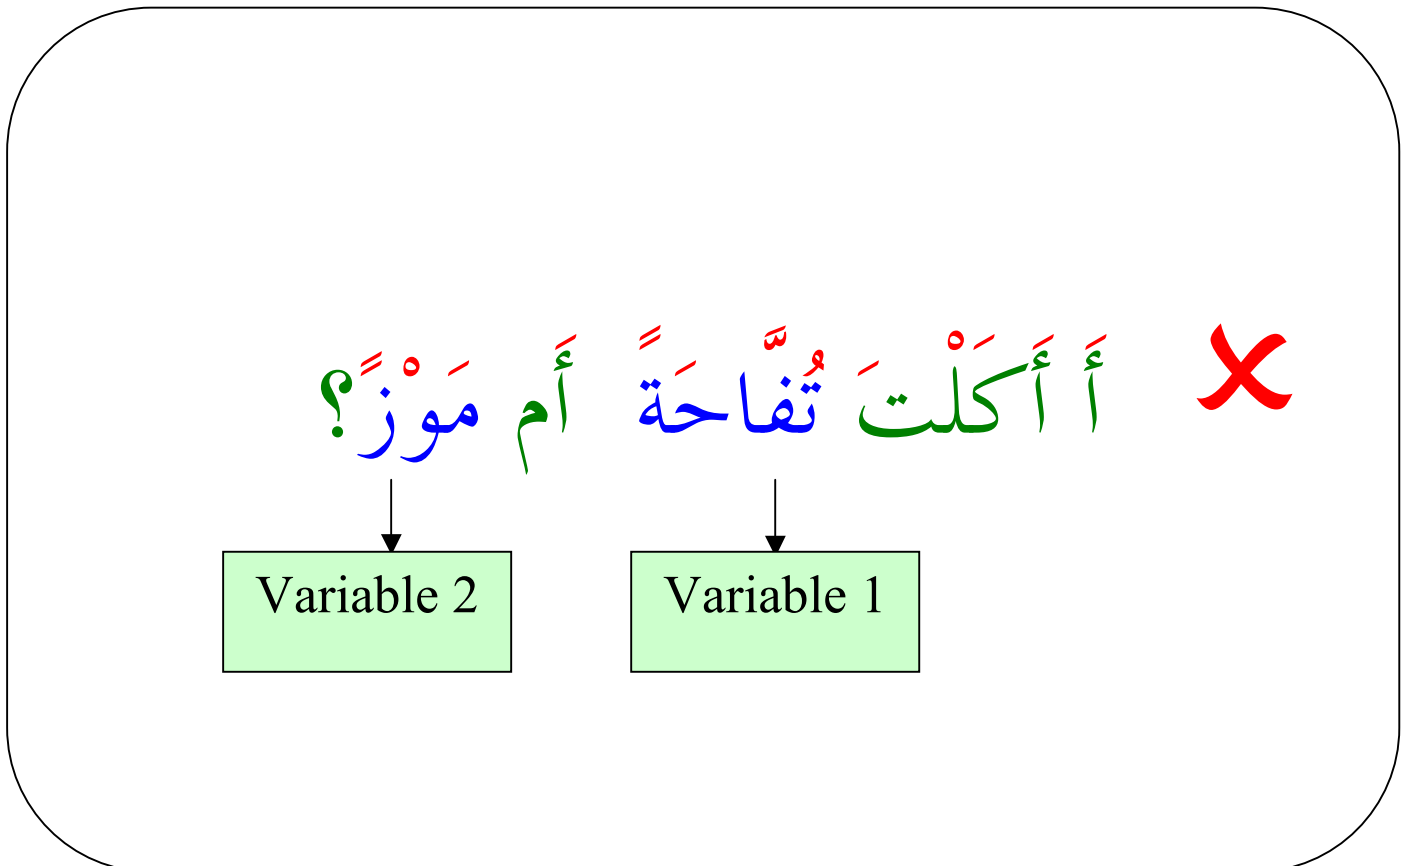 أَ أَكَلْتَ تُفَّاحَةً أَم مَوْزً؟ ✗
Variable 2 Variable 1